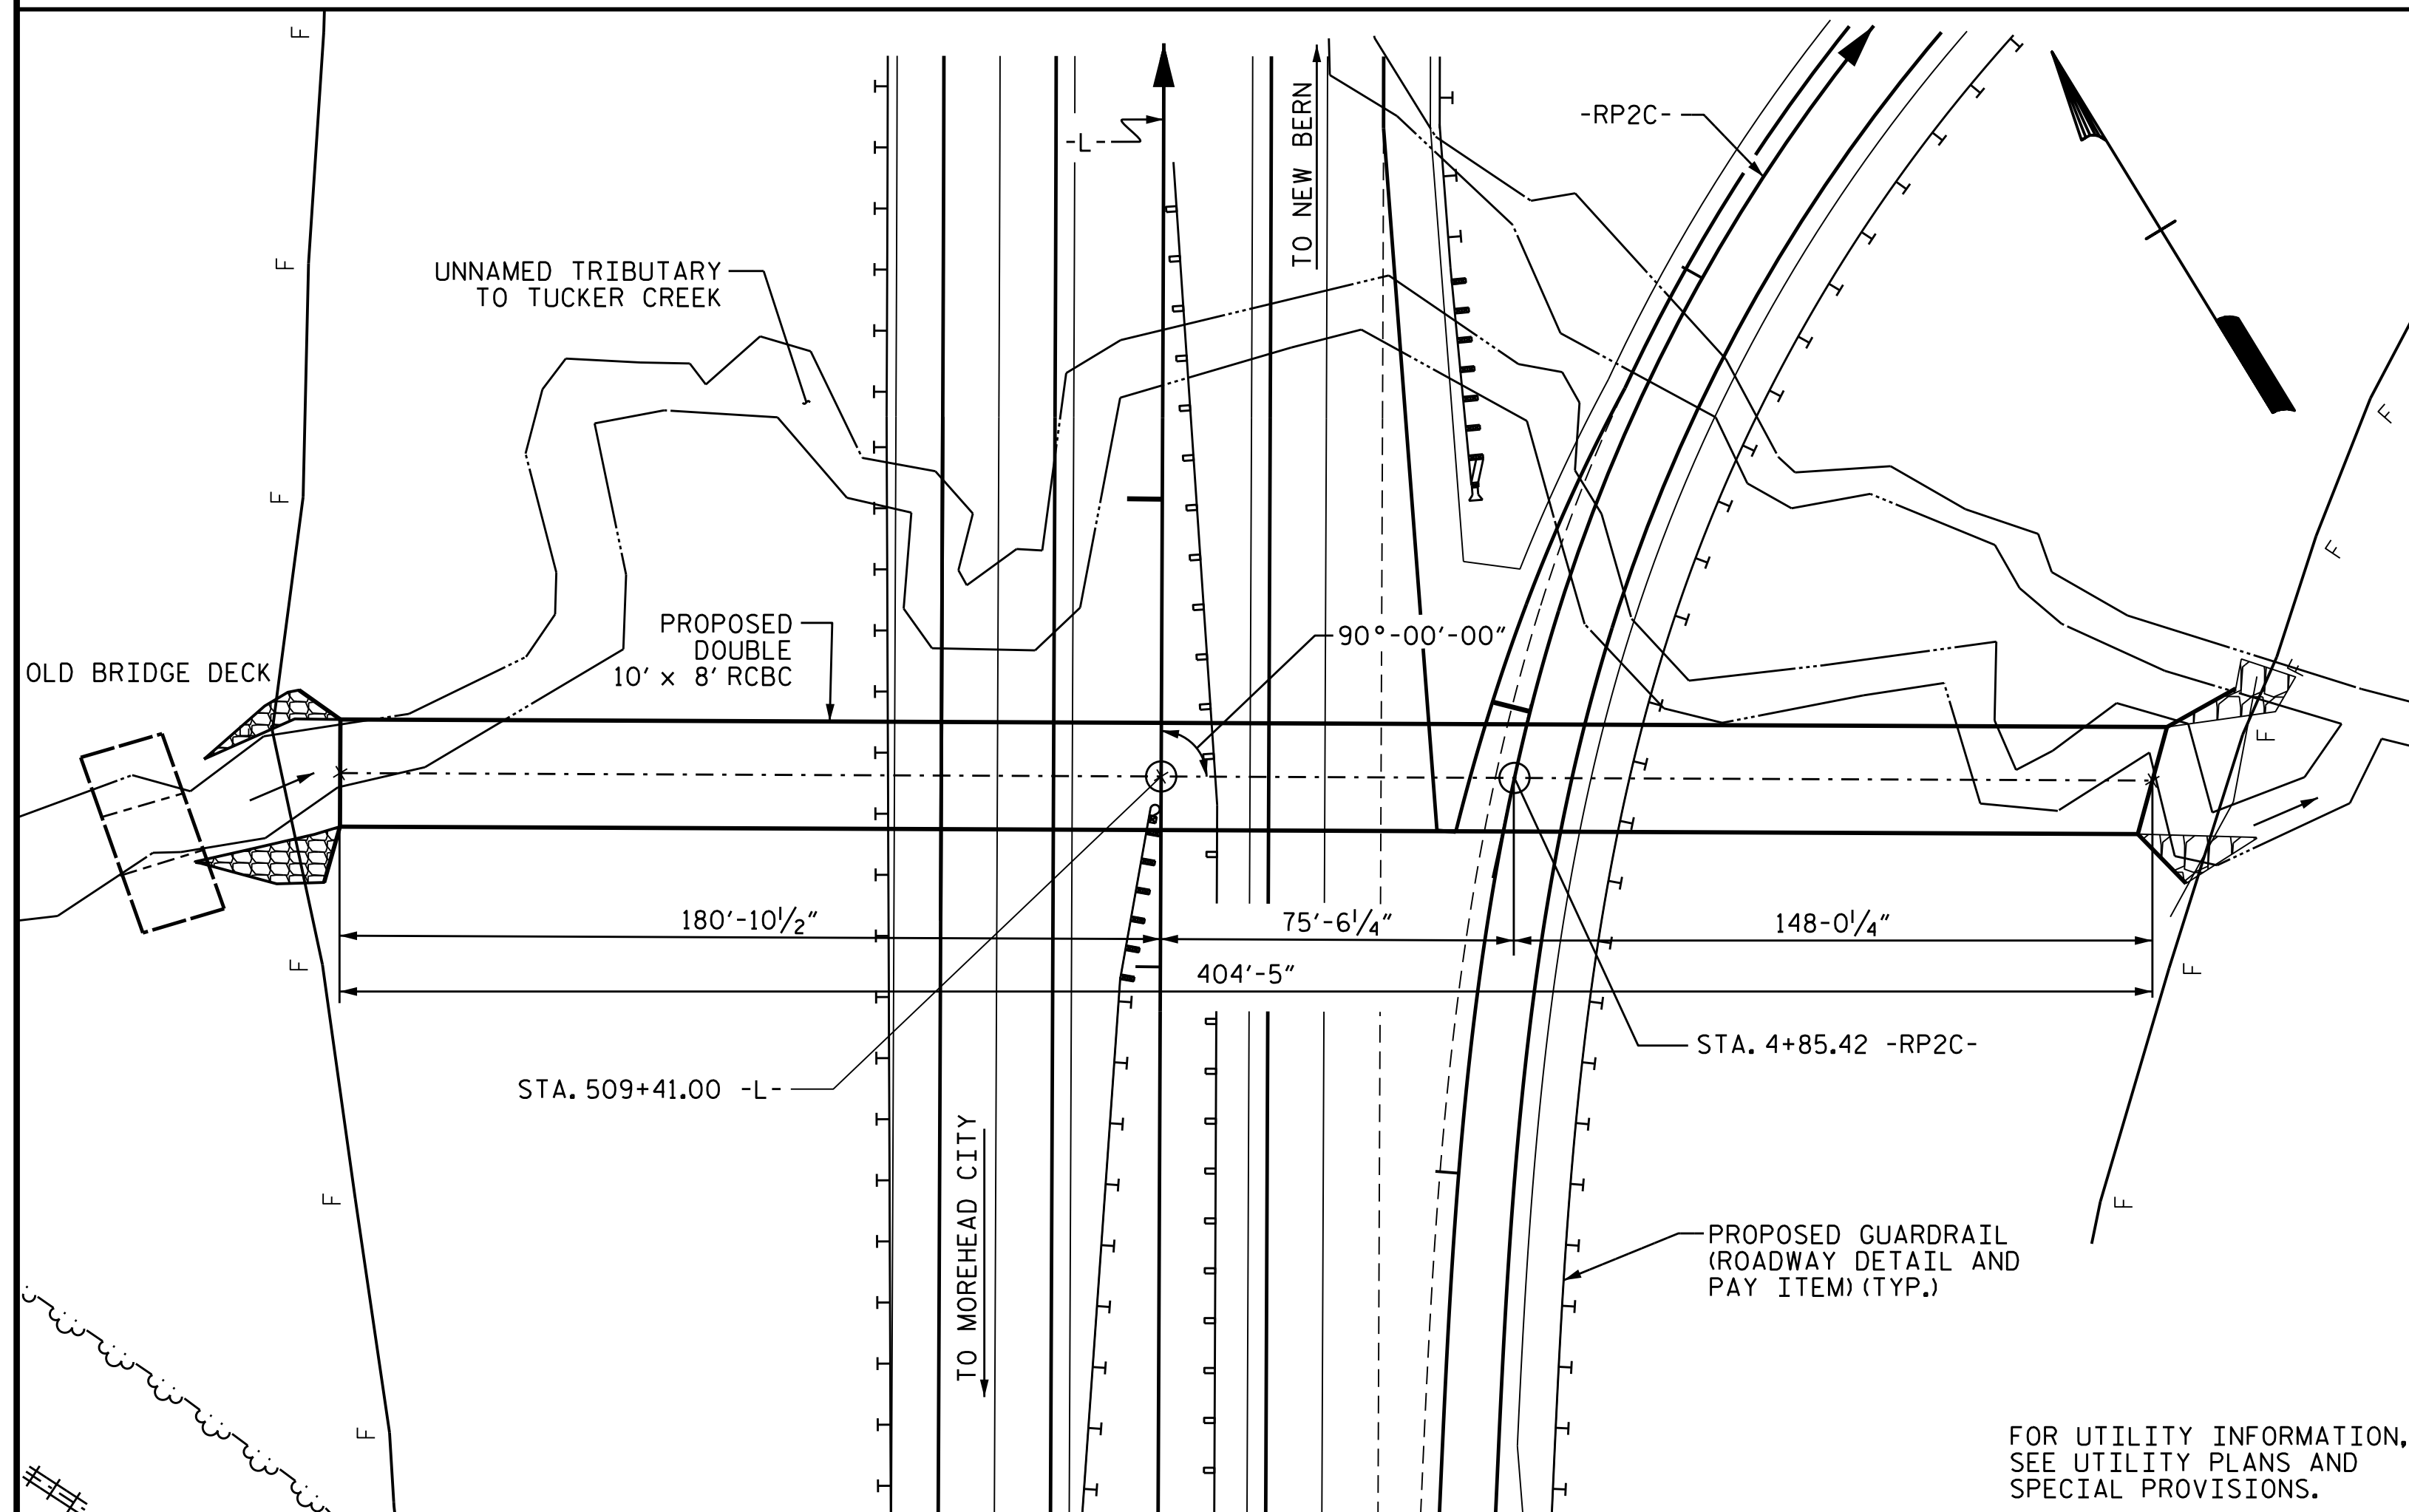 -RP2C-
-L-
TO NEW BERN
UNNAMED TRIBUTARY
TO TUCKER CREEK
PROPOSED
DOUBLE
10' x 8' RCBC
90°-00'-00"
OLD BRIDGE DECK
180'-10½"
75'-6¼"
148-0¼"
404'-5"
STA. 4+85.42 -RP2C-
STA. 509+41.00 -L-
TO MOREHEAD CITY
PROPOSED GUARDRAIL
(ROADWAY DETAIL AND
PAY ITEM) (TYP.)
FOR UTILITY INFORMATION,
SEE UTILITY PLANS AND
SPECIAL PROVISIONS.
F
F
F
F
F
F
F
F
F
F
F
F